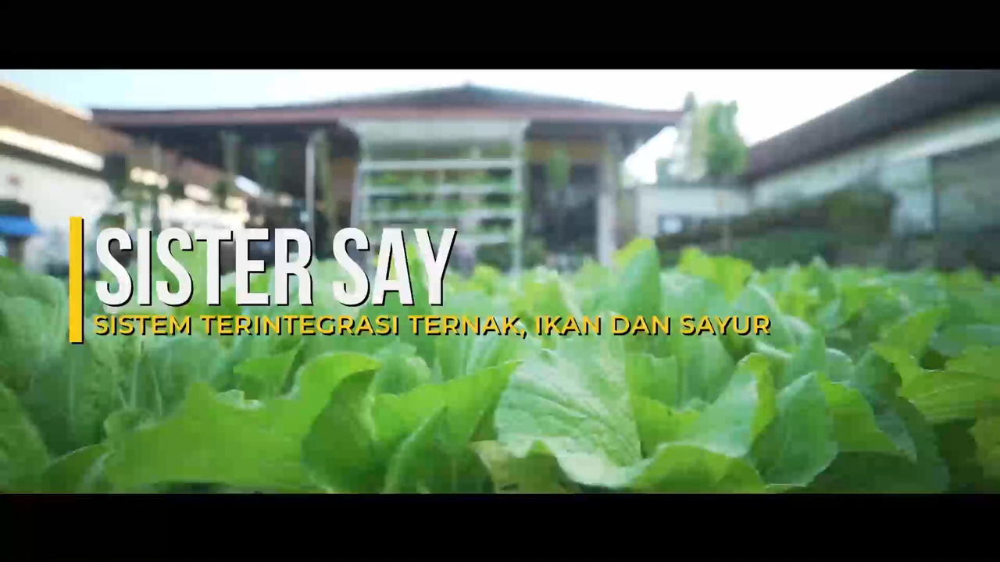 SISTER SAY
SISTEM TERINTEGRASI TERNAK, IKAN DAN SAYUR